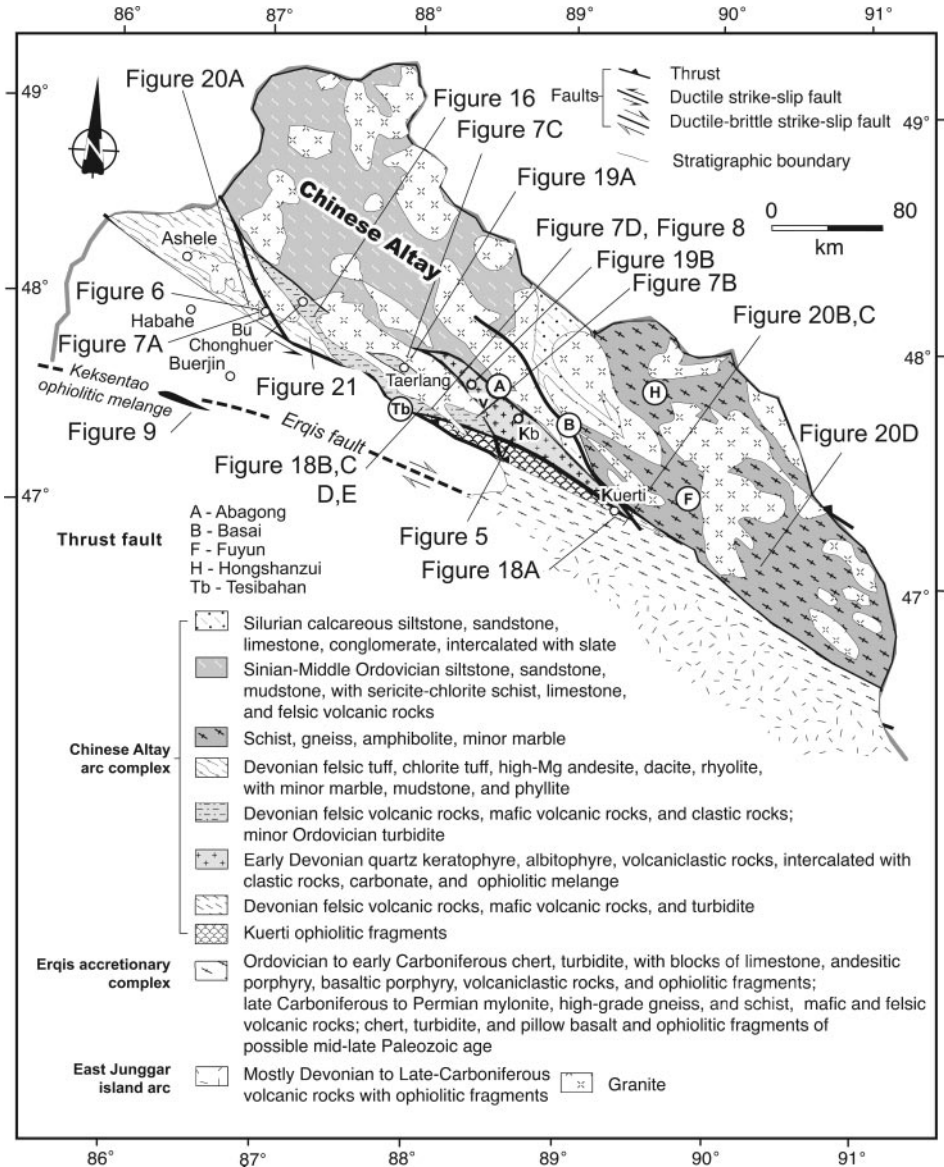 86°
87°
88°
89°
90°
91°
49°
48°
47°
49°
48°
47°
Figure 20A
Figure 16
Figure 7C
Figure 19A
Figure 7D, Figure 8
Figure 19B
Figure 7B
Figure 20B,C
Figure 20D
Faults
Thrust
Ductile strike-slip fault
Ductile-brittle strike-slip fault
Stratigraphic boundary
0
80
km
Chinese Altay
Ashele
Figure 6
Habahe
Figure 7A
Bu
Chonghuer
Buerjin
Figure 21
Taerlang
Keksentao
ophiolitic melange
Figure 9
Erqis fault
Tb
A
v
Kb
B
H
F
Kuerti
Figure 18B,C
D,E
Figure 5
Figure 18A
Thrust fault
A - Abagong
B - Basai
F - Fuyun
H - Hongshanzui
Tb - Tesibahan
Chinese Altay
arc complex
Silurian calcareous siltstone, sandstone,
limestone, conglomerate, intercalated with slate
Sinian-Middle Ordovician siltstone, sandstone,
mudstone, with sericite-chlorite schist, limestone,
and felsic volcanic rocks
Schist, gneiss, amphibolite, minor marble
Devonian felsic tuff, chlorite tuff, high-Mg andesite, dacite, rhyolite,
with minor marble, mudstone, and phyllite
Devonian felsic volcanic rocks, mafic volcanic rocks, and clastic rocks;
minor Ordovician turbidite
Early Devonian quartz keratophyre, albitophyre, volcaniclastic rocks, intercalated with
clastic rocks, carbonate, and ophiolitic melange
Devonian felsic volcanic rocks, mafic volcanic rocks, and turbidite
Kuerti ophiolitic fragments
Erqis accretionary
complex
Ordovician to early Carboniferous chert, turbidite, with blocks of limestone, andesitic
porphyry, basaltic porphyry, volcaniclastic rocks, and ophiolitic fragments;
late Carboniferous to Permian mylonite, high-grade gneiss, and schist, mafic and felsic
volcanic rocks; chert, turbidite, and pillow basalt and ophiolitic fragments of
possible mid-late Paleozoic age
East Junggar
island arc
Mostly Devonian to Late-Carboniferous
volcanic rocks with ophiolitic fragments
Granite
86°
87°
88°
89°
90°
91°